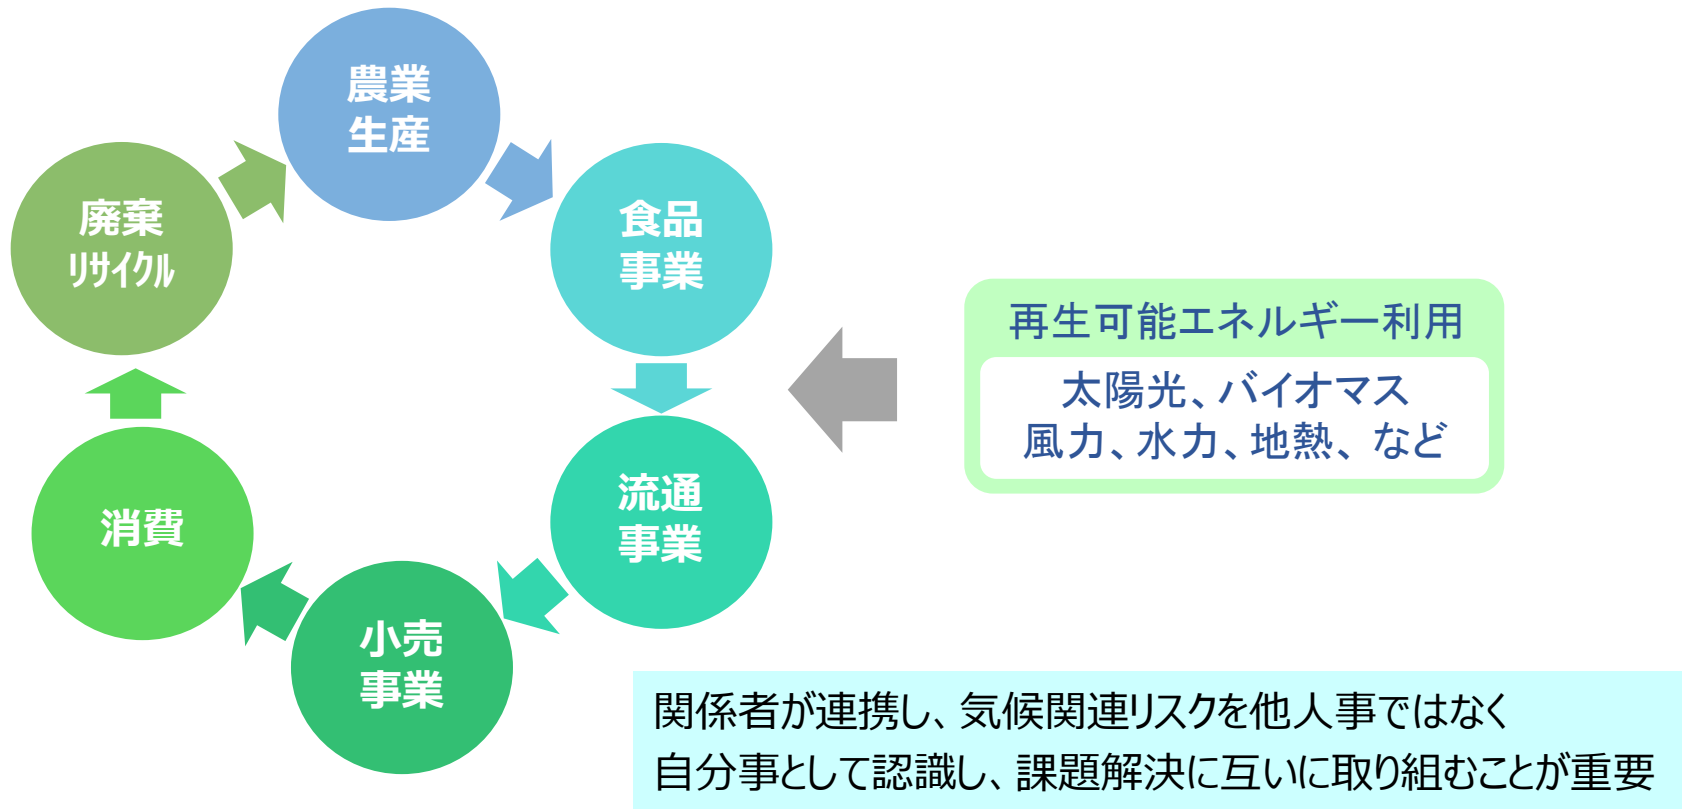 農業
生産
食品
事業
流通
事業
小売
事業
消費
廃棄
リサイクル
再生可能エネルギー利用
太陽光、バイオマス
風力、水力、地熱、など
関係者が連携し、気候関連リスクを他人事ではなく
自分事として認識し、課題解決に互いに取り組むことが重要